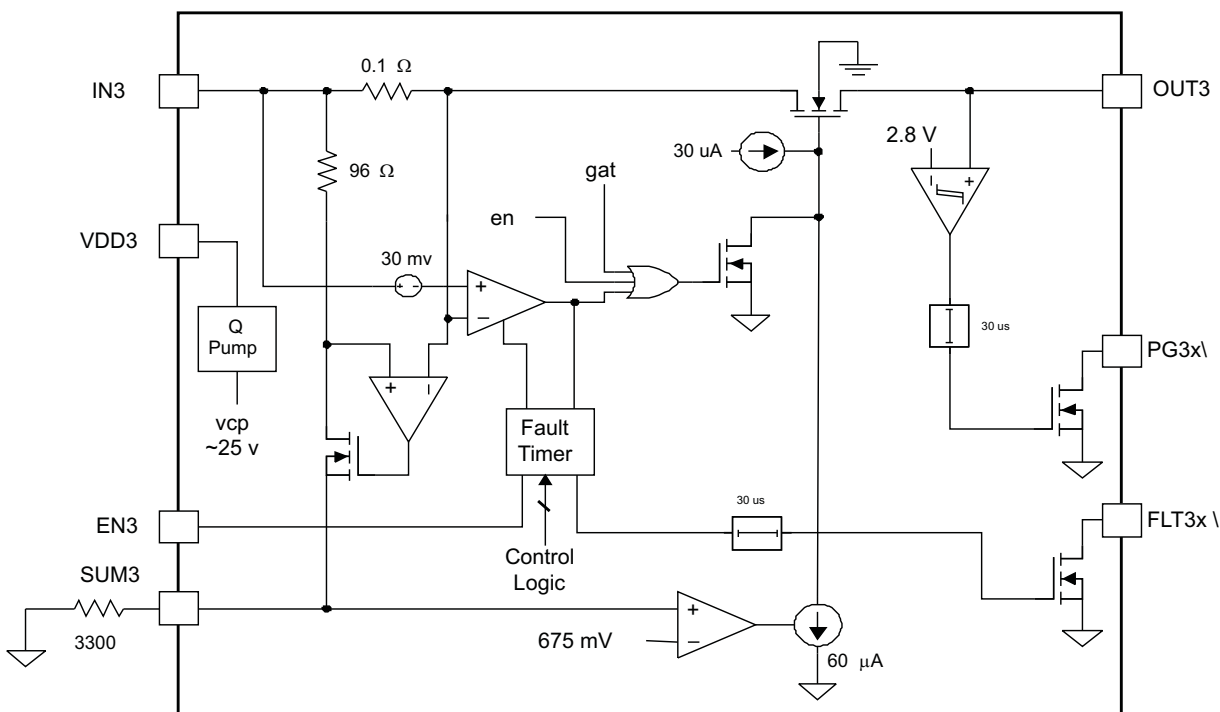 IN3
0.1 Ω
OUT3
30 uA
2.8 V
96 Ω
gat
en
VDD3
30 mv
+ -
+
−
Q
Pump
30 us
PG3x\
vcp
~25 v
+
−
Fault
Timer
−
+
30 us
EN3
FLT3x \
Control
Logic
SUM3
3300
+
675 mV
−
60 μA